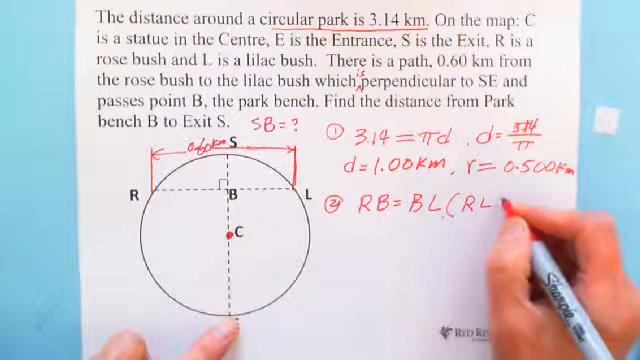 The distance around a circular park is 3.14 km. On the map: C
is a statue in the Centre, E is the Entrance, S is the Exit, R is a
rose bush and L is a lilac bush. There is a path, 0.60 km from
the rose bush to the lilac bush which is perpendicular to SE and
passes point B, the park bench. Find the distance from Park
bench B to Exit S. SB = ?
① 3.14 = πd, d = 3.14/π
d = 1.00 km, r = 0.500 km
② RB = BL (RL
0.60 km S
R B L
C
RED